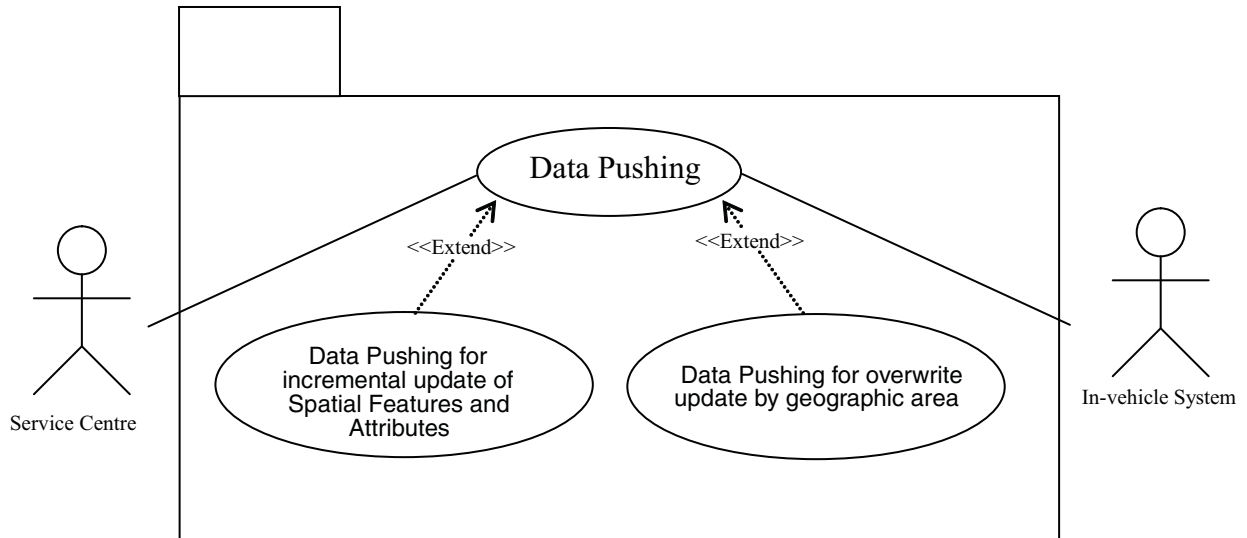 Data Pushing
<<Extend>>
<<Extend>>
Data Pushing for
incremental update of
Spatial Features and
Attributes
Data Pushing for overwrite
update by geographic area
Service Centre
In-vehicle System